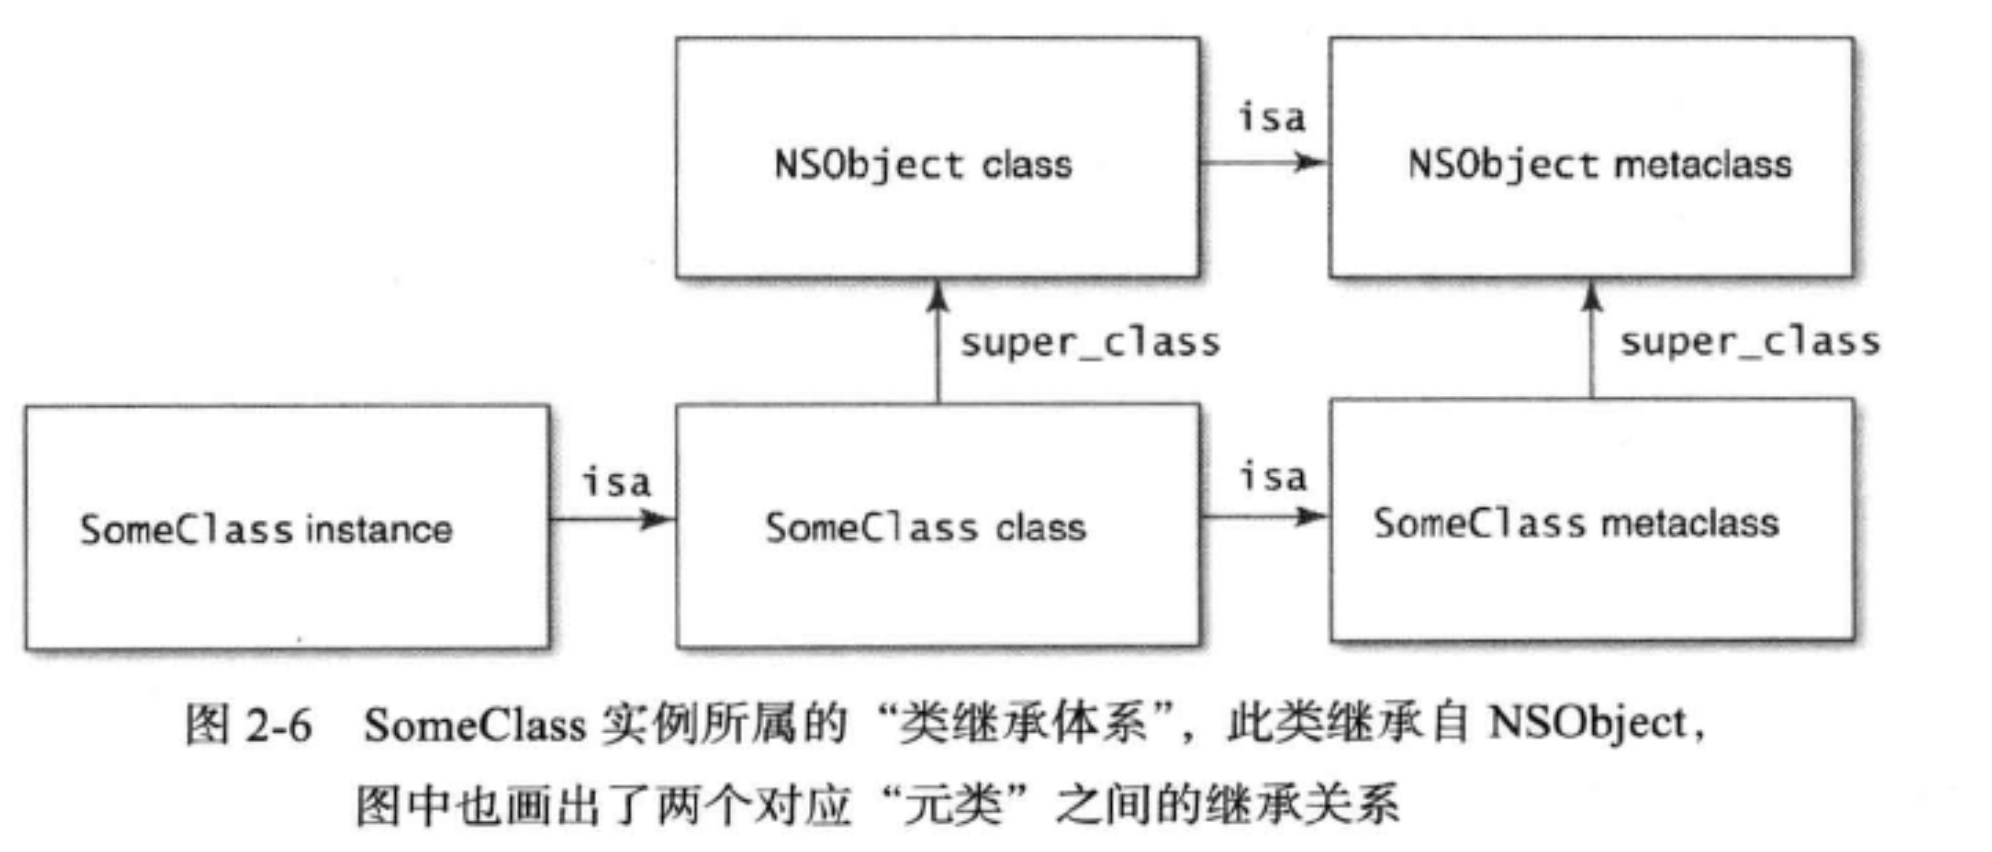 NSObject class
isa
NSObject metaclass
super_class
super_class
SomeClass instance
isa
SomeClass class
isa
SomeClass metaclass
图 2-6 SomeClass 实例所属的“类继承体系”，此类继承自 NSObject，
图中也画出了两个对应“元类”之间的继承关系